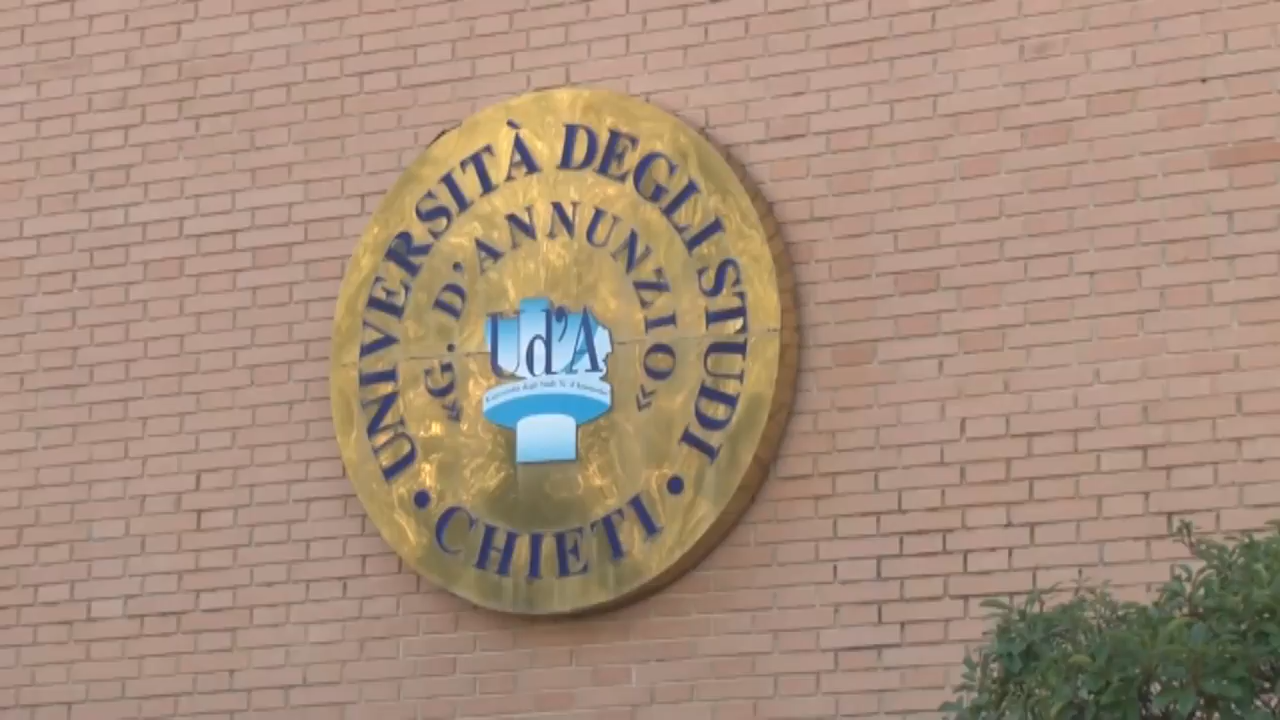 UNIVERSITÀ DEGLI STUDI
«G. D'ANNUNZIO»
Ud'A
• CHIETI •